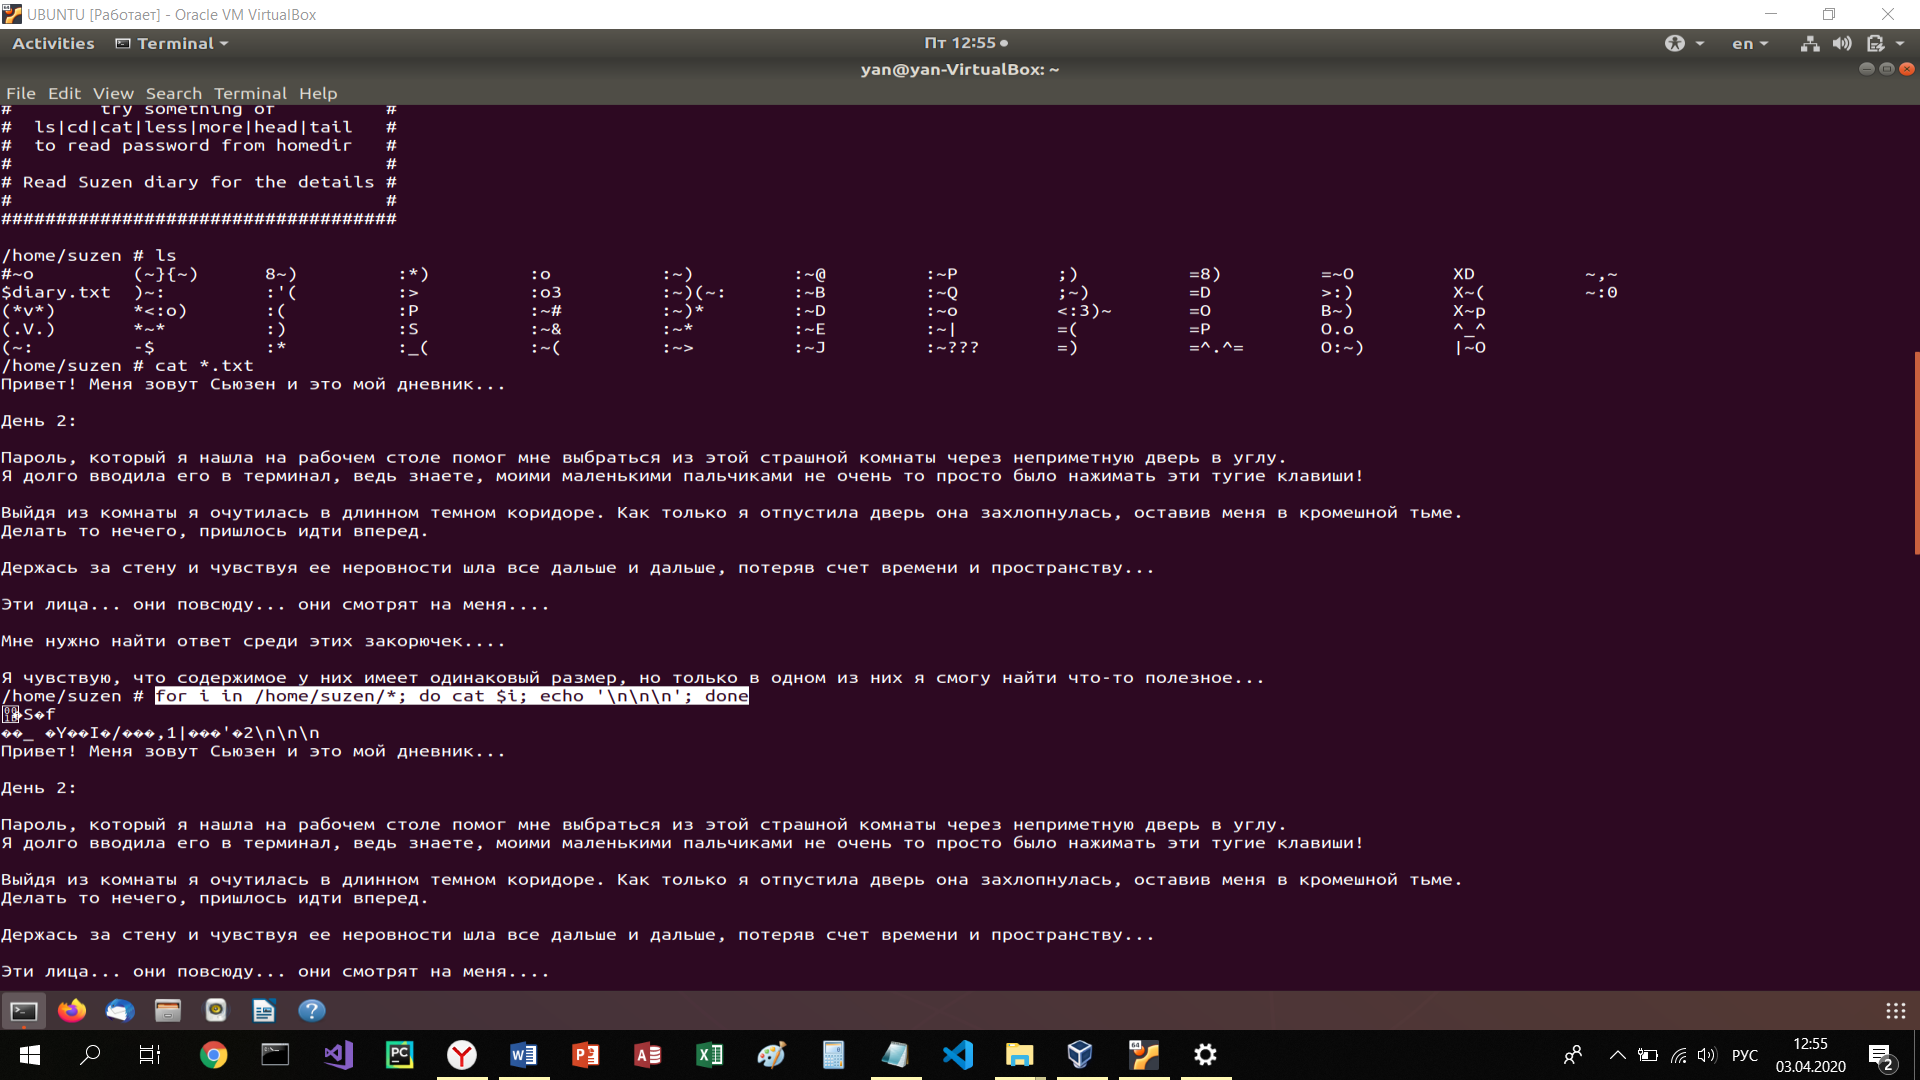 UBUNTU [Работает] - Oracle VM VirtualBox
Activities Terminal Пт 12:55 en
yan@yan-VirtualBox: ~
File Edit View Search Terminal Help
# try something of #
# ls|cd|cat|less|more|head|tail #
# to read password from homedir #
# #
# Read Suzen diary for the details #
# #
####################################
/home/suzen # ls
#~o (~}{~) 8~) :*) :o :~) :~@ :~P ;) =8) =~O XD ~,~
$diary.txt )~: :'( :> :o3 :~)(~: :~B :~Q ;~) =D >:) X~( ~:0
(*v*) *<:o) :( :P :~# :~)* :~D :~o <:3)~ =O B~) X~p
(.V.) *~* :) :S :~& :~* :~E :~| =( =P O.o ^_^
(~: -$ :* :_( :~( :~> :~J :~??? =) =^.^= O:~) |~O
/home/suzen # cat *.txt
Привет! Меня зовут Сьюзен и это мой дневник...
День 2:
Пароль, который я нашла на рабочем столе помог мне выбраться из этой страшной комнаты через неприметную дверь в углу.
Я долго вводила его в терминал, ведь знаете, моими маленькими пальчиками не очень то просто было нажимать эти тугие клавиши!
Выйдя из комнаты я очутилась в длинном темном коридоре. Как только я отпустила дверь она захлопнулась, оставив меня в кромешной тьме.
Делать то нечего, пришлось идти вперед.
Держась за стену и чувствуя ее неровности шла все дальше и дальше, потеряв счет времени и пространству...
Эти лица... они повсюду... они смотрят на меня....
Мне нужно найти ответ среди этих закорючек....
Я чувствую, что содержимое у них имеет одинаковый размер, но только в одном из них я смогу найти что-то полезное...
/home/suzen # for i in /home/suzen/*; do cat $i; echo '\n\n\n'; done
�S�f
��_ �Y��I�/���,1|���'�2\n\n\n
Привет! Меня зовут Сьюзен и это мой дневник...
День 2:
Пароль, который я нашла на рабочем столе помог мне выбраться из этой страшной комнаты через неприметную дверь в углу.
Я долго вводила его в терминал, ведь знаете, моими маленькими пальчиками не очень то просто было нажимать эти тугие клавиши!
Выйдя из комнаты я очутилась в длинном темном коридоре. Как только я отпустила дверь она захлопнулась, оставив меня в кромешной тьме.
Делать то нечего, пришлось идти вперед.
Держась за стену и чувствуя ее неровности шла все дальше и дальше, потеряв счет времени и пространству...
Эти лица... они повсюду... они смотрят на меня....
РУС
12:55
03.04.2020
2